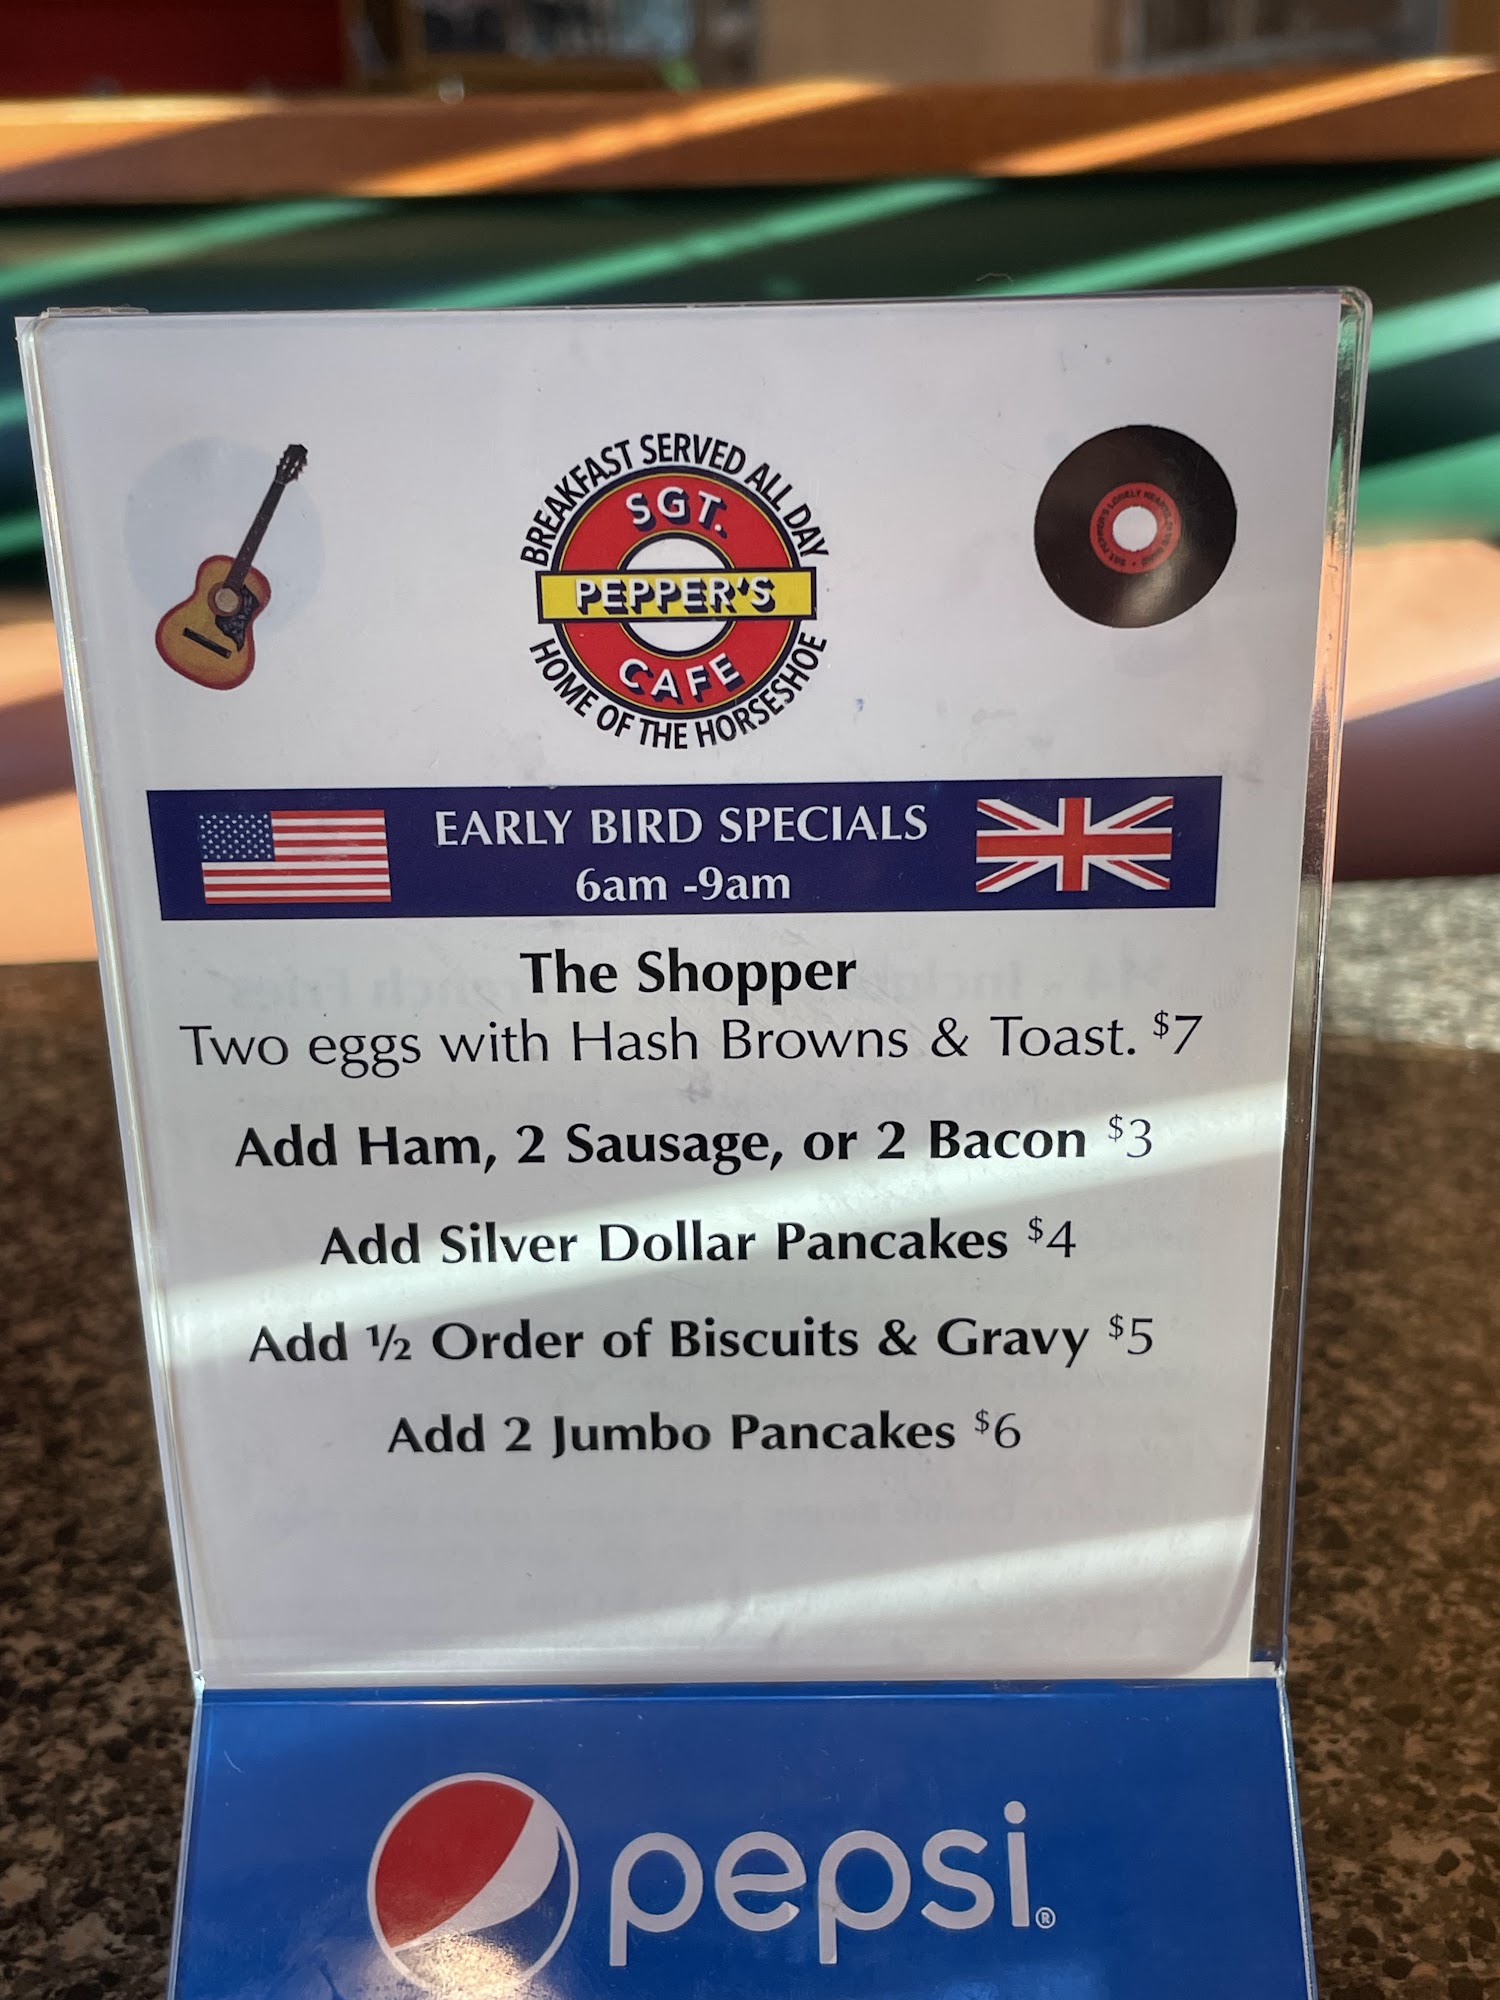 BREAKFAST SERVED ALL DAY
SGT.
PEPPER'S
CAFE
HOME OF THE HORSESHOE
EARLY BIRD SPECIALS
6am -9am
The Shopper
Two eggs with Hash Browns & Toast. $7
Add Ham, 2 Sausage, or 2 Bacon $3
Add Silver Dollar Pancakes $4
Add ½ Order of Biscuits & Gravy $5
Add 2 Jumbo Pancakes $6
pepsi®